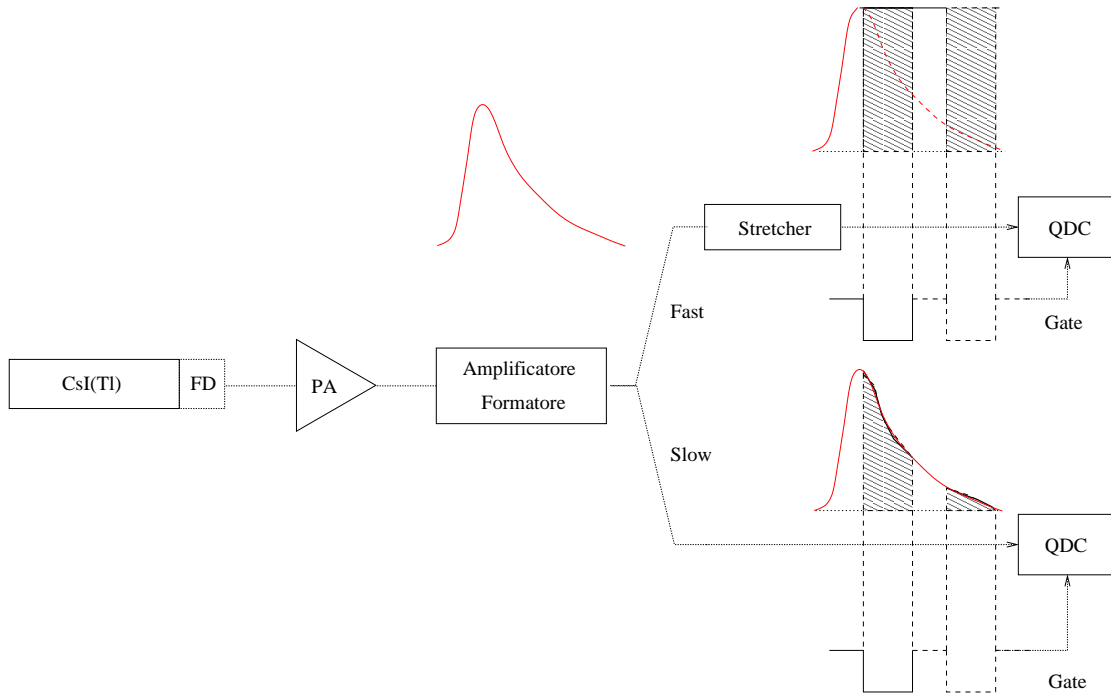 Stretcher
QDC
Fast
Gate
CsI(Tl)
FD
PA
Amplificatore
Formatore
Slow
QDC
Gate